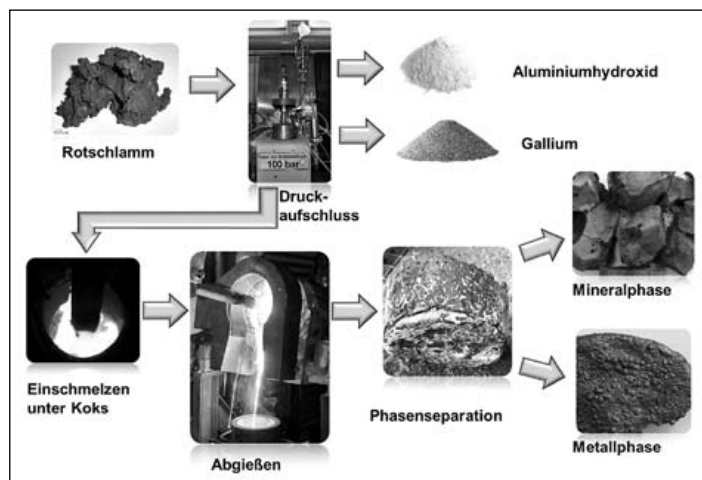 Rotschlamm
100 bar
Aluminiumhydroxid
Gallium
Druck-
aufschluss
Mineralphase
Einschmelzen
unter Koks
Abgießen
Phasenseparation
Metallphase